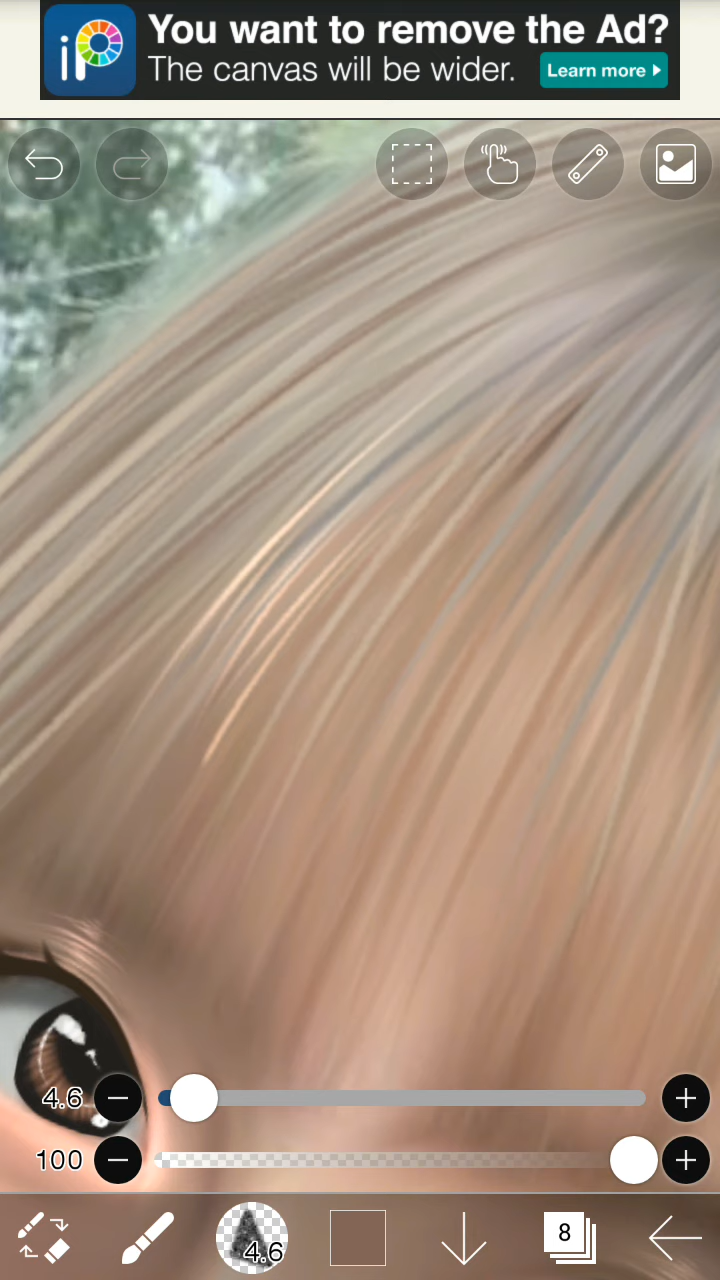 iP
You want to remove the Ad?
The canvas will be wider.
Learn more
4.6
100
4.6
8